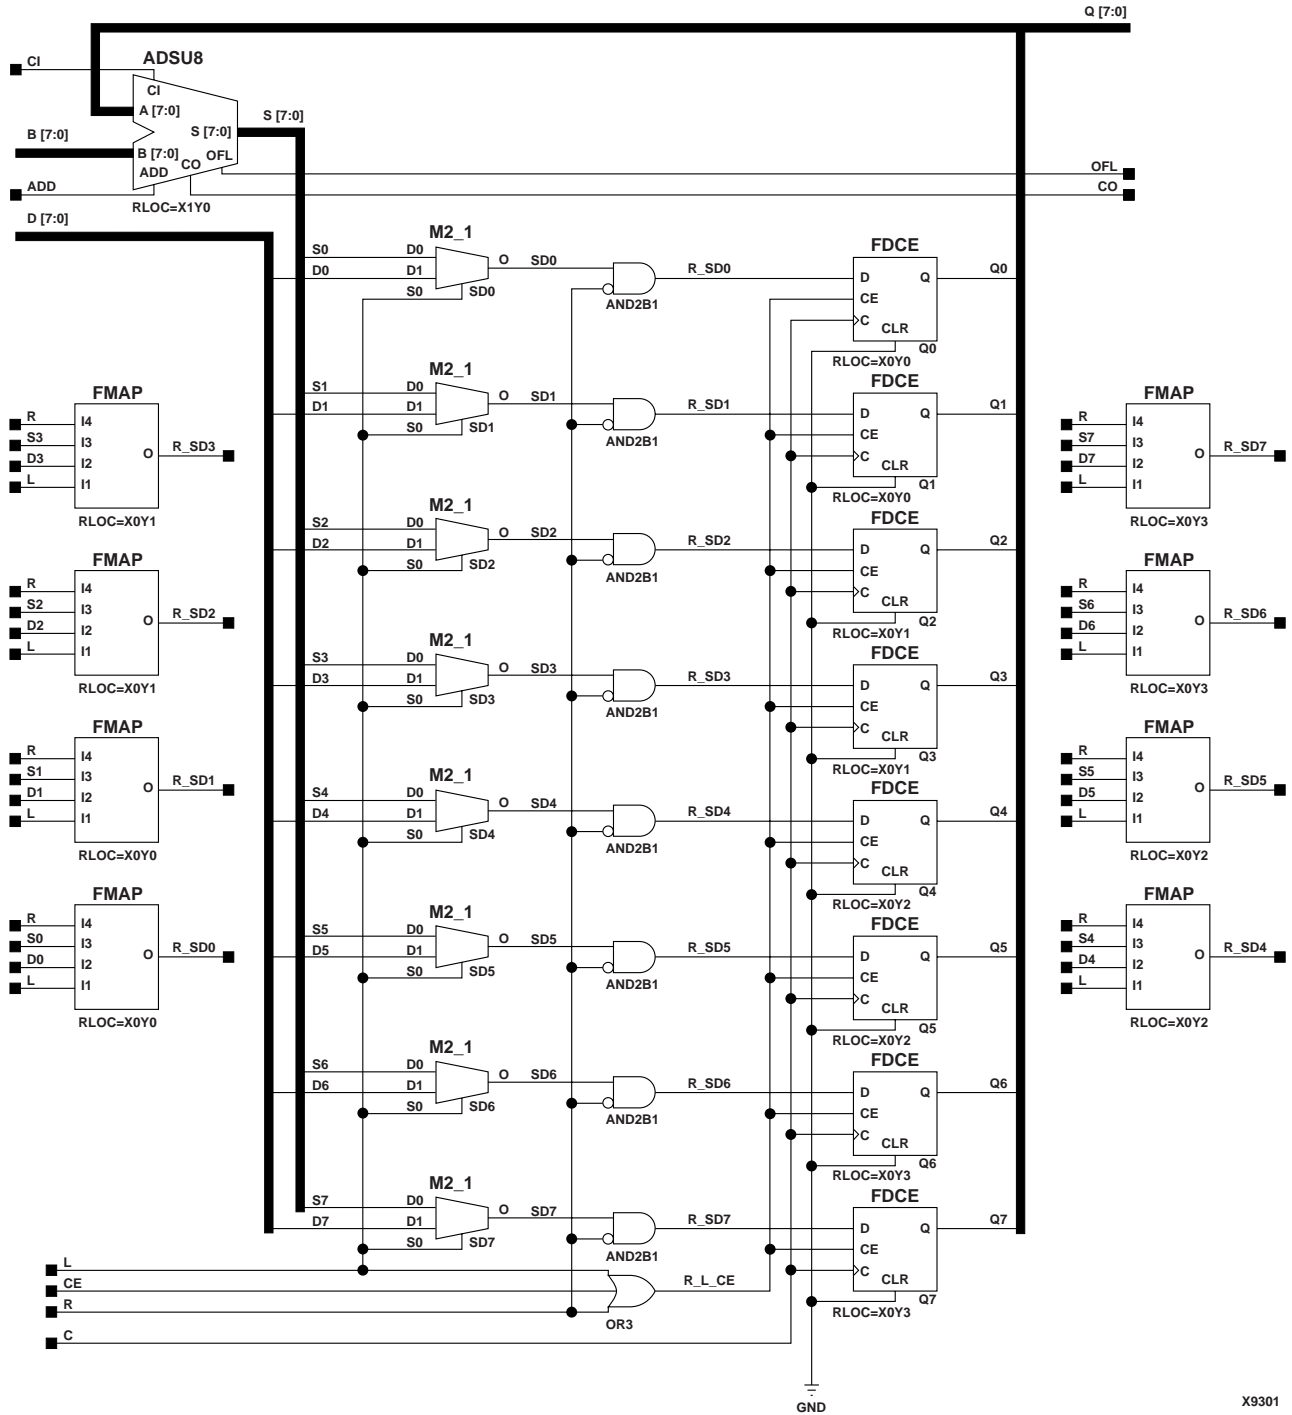 Q [7:0]
CI
ADSU8
CI
A [7:0]
S [7:0]
S [7:0]
B [7:0]
B [7:0]
OFL
CO
ADD
ADD
OFL
CO
RLOC=X1Y0
D [7:0]
M2_1
S0 D0 O SD0
D0 D1
S0 SD0
AND2B1
R_SD0
FDCE
D Q Q0
CE
C
CLR
Q0
RLOC=X0Y0
M2_1
S1 D0 O SD1
D1 D1
S0 SD1
AND2B1
R_SD1
FDCE
D Q Q1
CE
C
CLR
Q1
RLOC=X0Y0
M2_1
S2 D0 O SD2
D2 D1
S0 SD2
AND2B1
R_SD2
FDCE
D Q Q2
CE
C
CLR
Q2
RLOC=X0Y1
M2_1
S3 D0 O SD3
D3 D1
S0 SD3
AND2B1
R_SD3
FDCE
D Q Q3
CE
C
CLR
Q3
RLOC=X0Y1
M2_1
S4 D0 O SD4
D4 D1
S0 SD4
AND2B1
R_SD4
FDCE
D Q Q4
CE
C
CLR
Q4
RLOC=X0Y2
M2_1
S5 D0 O SD5
D5 D1
S0 SD5
AND2B1
R_SD5
FDCE
D Q Q5
CE
C
CLR
Q5
RLOC=X0Y2
M2_1
S6 D0 O SD6
D6 D1
S0 SD6
AND2B1
R_SD6
FDCE
D Q Q6
CE
C
CLR
Q6
RLOC=X0Y3
M2_1
S7 D0 O SD7
D7 D1
S0 SD7
AND2B1
R_SD7
FDCE
D Q Q7
CE
C
CLR
Q7
RLOC=X0Y3
FMAP
R I4
S3 I3
D3 I2
L I1
O R_SD3
RLOC=X0Y1
FMAP
R I4
S2 I3
D2 I2
L I1
O R_SD2
RLOC=X0Y1
FMAP
R I4
S1 I3
D1 I2
L I1
O R_SD1
RLOC=X0Y0
FMAP
R I4
S0 I3
D0 I2
L I1
O R_SD0
RLOC=X0Y0
FMAP
R I4
S7 I3
D7 I2
L I1
O R_SD7
RLOC=X0Y3
FMAP
R I4
S6 I3
D6 I2
L I1
O R_SD6
RLOC=X0Y3
FMAP
R I4
S5 I3
D5 I2
L I1
O R_SD5
RLOC=X0Y2
FMAP
R I4
S4 I3
D4 I2
L I1
O R_SD4
RLOC=X0Y2
L
CE
R
C
R_L_CE
OR3
GND
X9301